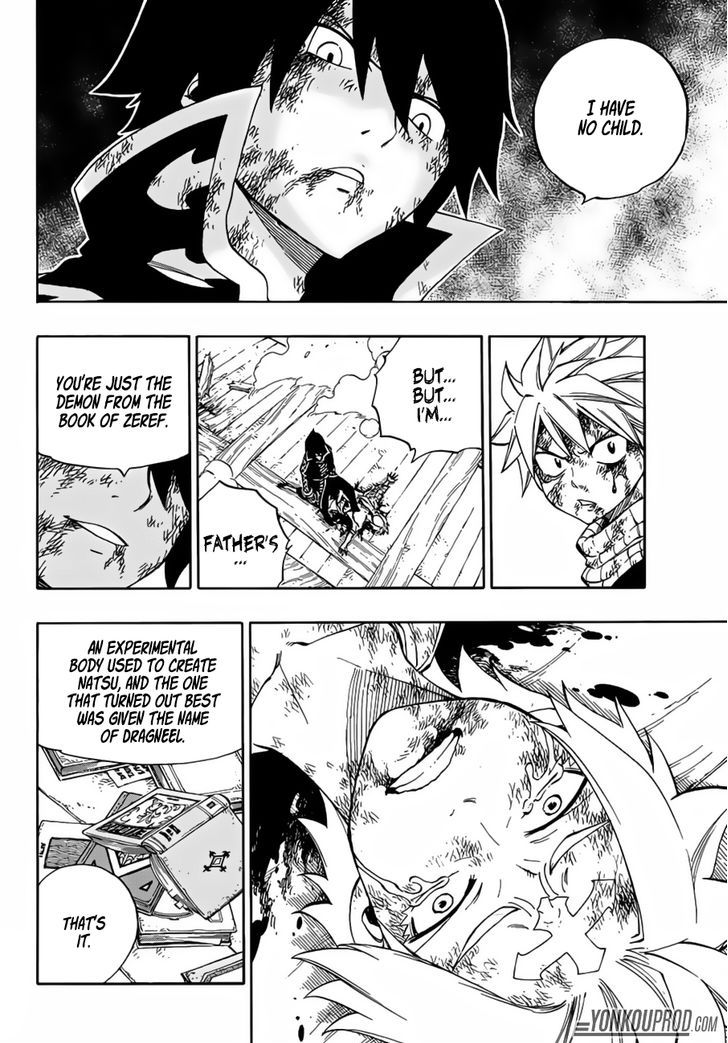 I HAVE
NO CHILD.
BUT...
BUT...
I'M...
FATHER'S
...
YOU'RE JUST THE
DEMON FROM THE
BOOK OF ZEREF.
AN EXPERIMENTAL
BODY USED TO CREATE
NATSU, AND THE ONE
THAT TURNED OUT BEST
WAS GIVEN THE NAME
OF DRAGNEEL.
THAT'S
IT.
YONKOUPROD.COM